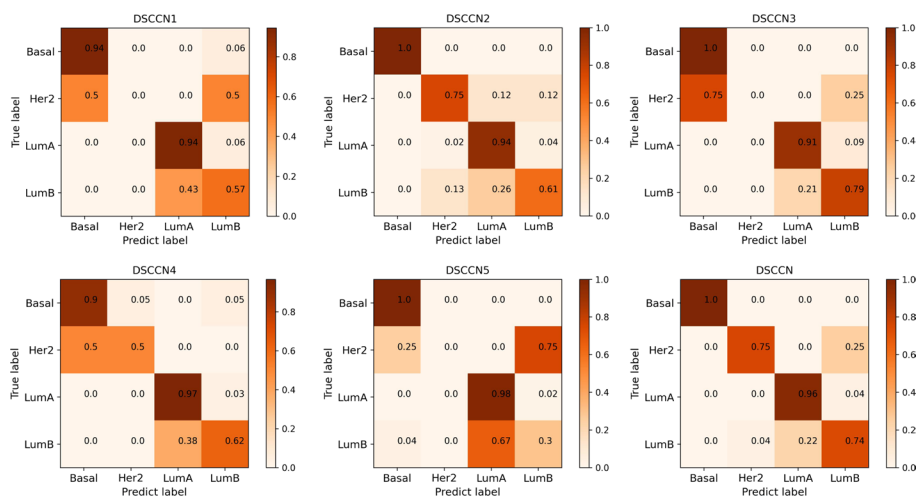 DSCCN1 DSCCN2 DSCCN3
Basal 0.94 0.0 0.0 0.06 1.0 Basal 1.0 0.0 0.0 0.0 1.0 Basal 1.0 0.0 0.0 0.0
0.8 0.8 0.8
Her2 0.5 0.0 0.0 0.5 Her2 0.0 0.75 0.12 0.12 Her2 0.75 0.0 0.0 0.25
0.6 0.6 0.6
True label True label True label
0.4 0.4 0.4
LumA 0.0 0.0 0.94 0.06 LumA 0.0 0.02 0.94 0.04 LumA 0.0 0.0 0.91 0.09
0.2 0.2 0.2
LumB 0.0 0.0 0.43 0.57 LumB 0.0 0.13 0.26 0.61 LumB 0.0 0.0 0.21 0.79
0.0 0.0 0.0
Basal Her2 LumA LumB Basal Her2 LumA LumB Basal Her2 LumA LumB
Predict label Predict label Predict label
DSCCN4 DSCCN5 DSCCN
Basal 0.9 0.05 0.0 0.05 Basal 1.0 0.0 0.0 0.0 1.0 Basal 1.0 0.0 0.0 0.0 1.0
0.8 0.8 0.8
Her2 0.5 0.5 0.0 0.0 Her2 0.25 0.0 0.0 0.75 Her2 0.0 0.75 0.0 0.25
0.6 0.6 0.6
True label True label True label
0.4 0.4 0.4
LumA 0.0 0.0 0.97 0.03 LumA 0.0 0.0 0.98 0.02 LumA 0.0 0.0 0.96 0.04
0.2 0.2 0.2
LumB 0.0 0.0 0.38 0.62 LumB 0.04 0.0 0.67 0.3 LumB 0.0 0.04 0.22 0.74
0.0 0.0 0.0
Basal Her2 LumA LumB Basal Her2 LumA LumB Basal Her2 LumA LumB
Predict label Predict label Predict label